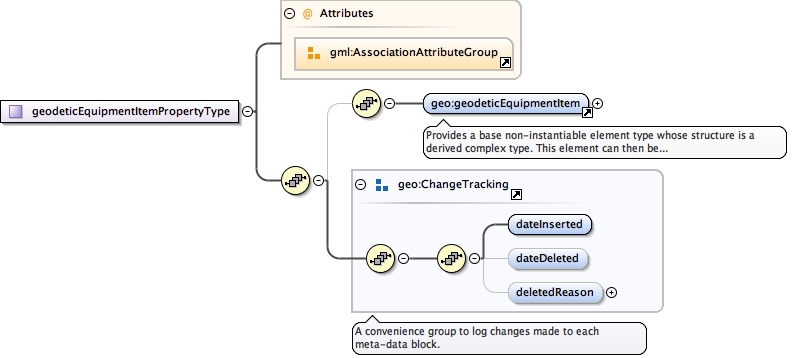 @ Attributes
gml:AssociationAttributeGroup
geodeticEquipmentItemPropertyType
geo:geodeticEquipmentItem
Provides a base non-instantiable element type whose structure is a
derived complex type. This element can then be...
geo:ChangeTracking
dateInserted
dateDeleted
deletedReason
A convenience group to log changes made to each
meta-data block.